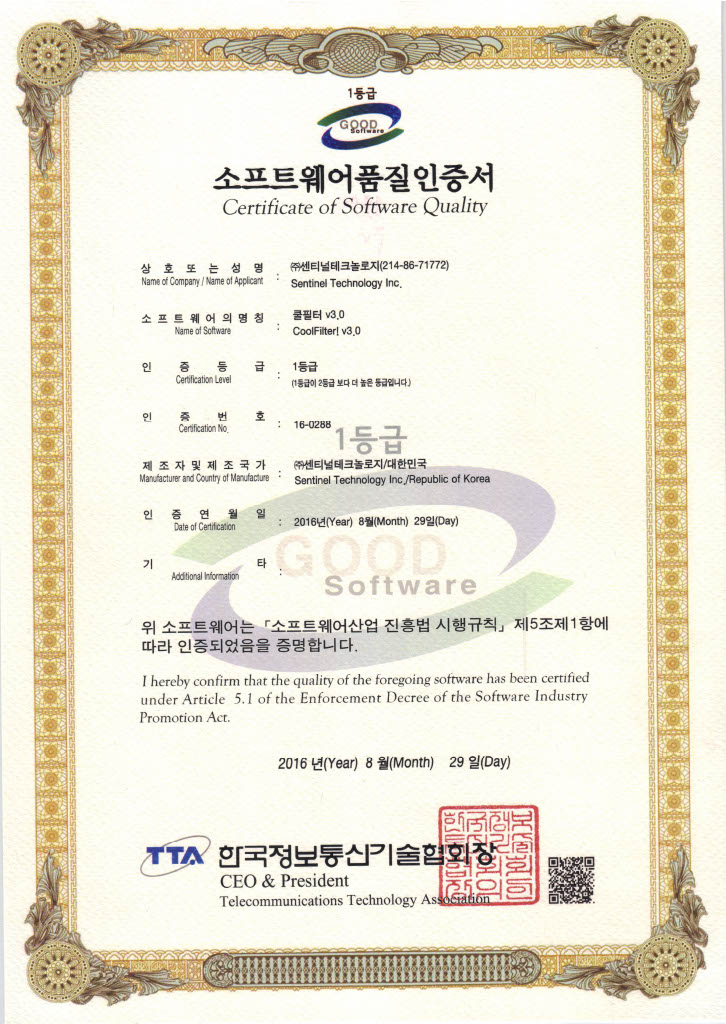 1등급
GOOD
Software
소프트웨어품질인증서
Certificate of Software Quality
상 호 또 는 성 명 : ㈜센티널테크놀로지(214-86-71772)
Name of Company / Name of Applicant Sentinel Technology Inc.
소 프 트 웨 어 의 명 칭 : 쿨필터 v3.0
Name of Software CoolFilter! v3.0
인 증 등 급 : 1등급
Certification Level (1등급이 2등급 보다 더 높은 등급입니다.)
인 증 번 호 : 16-0288
Certification No.
1등급
제 조 자 및 제 조 국 가 : ㈜센티널테크놀로지/대한민국
Manufacturer and Country of Manufacture Sentinel Technology Inc./Republic of Korea
인 증 연 월 일 : 2016년(Year) 8월(Month) 29일(Day)
Date of Certification
기 타 :
Additional Information
GOOD
Software
위 소프트웨어는 「소프트웨어산업 진흥법 시행규칙」 제5조제1항에
따라 인증되었음을 증명합니다.
I hereby confirm that the quality of the foregoing software has been certified
under Article 5.1 of the Enforcement Decree of the Software Industry
Promotion Act.
2016 년(Year) 8 월(Month) 29 일(Day)
TTA 한국정보통신기술협회장
CEO & President
Telecommunications Technology Association